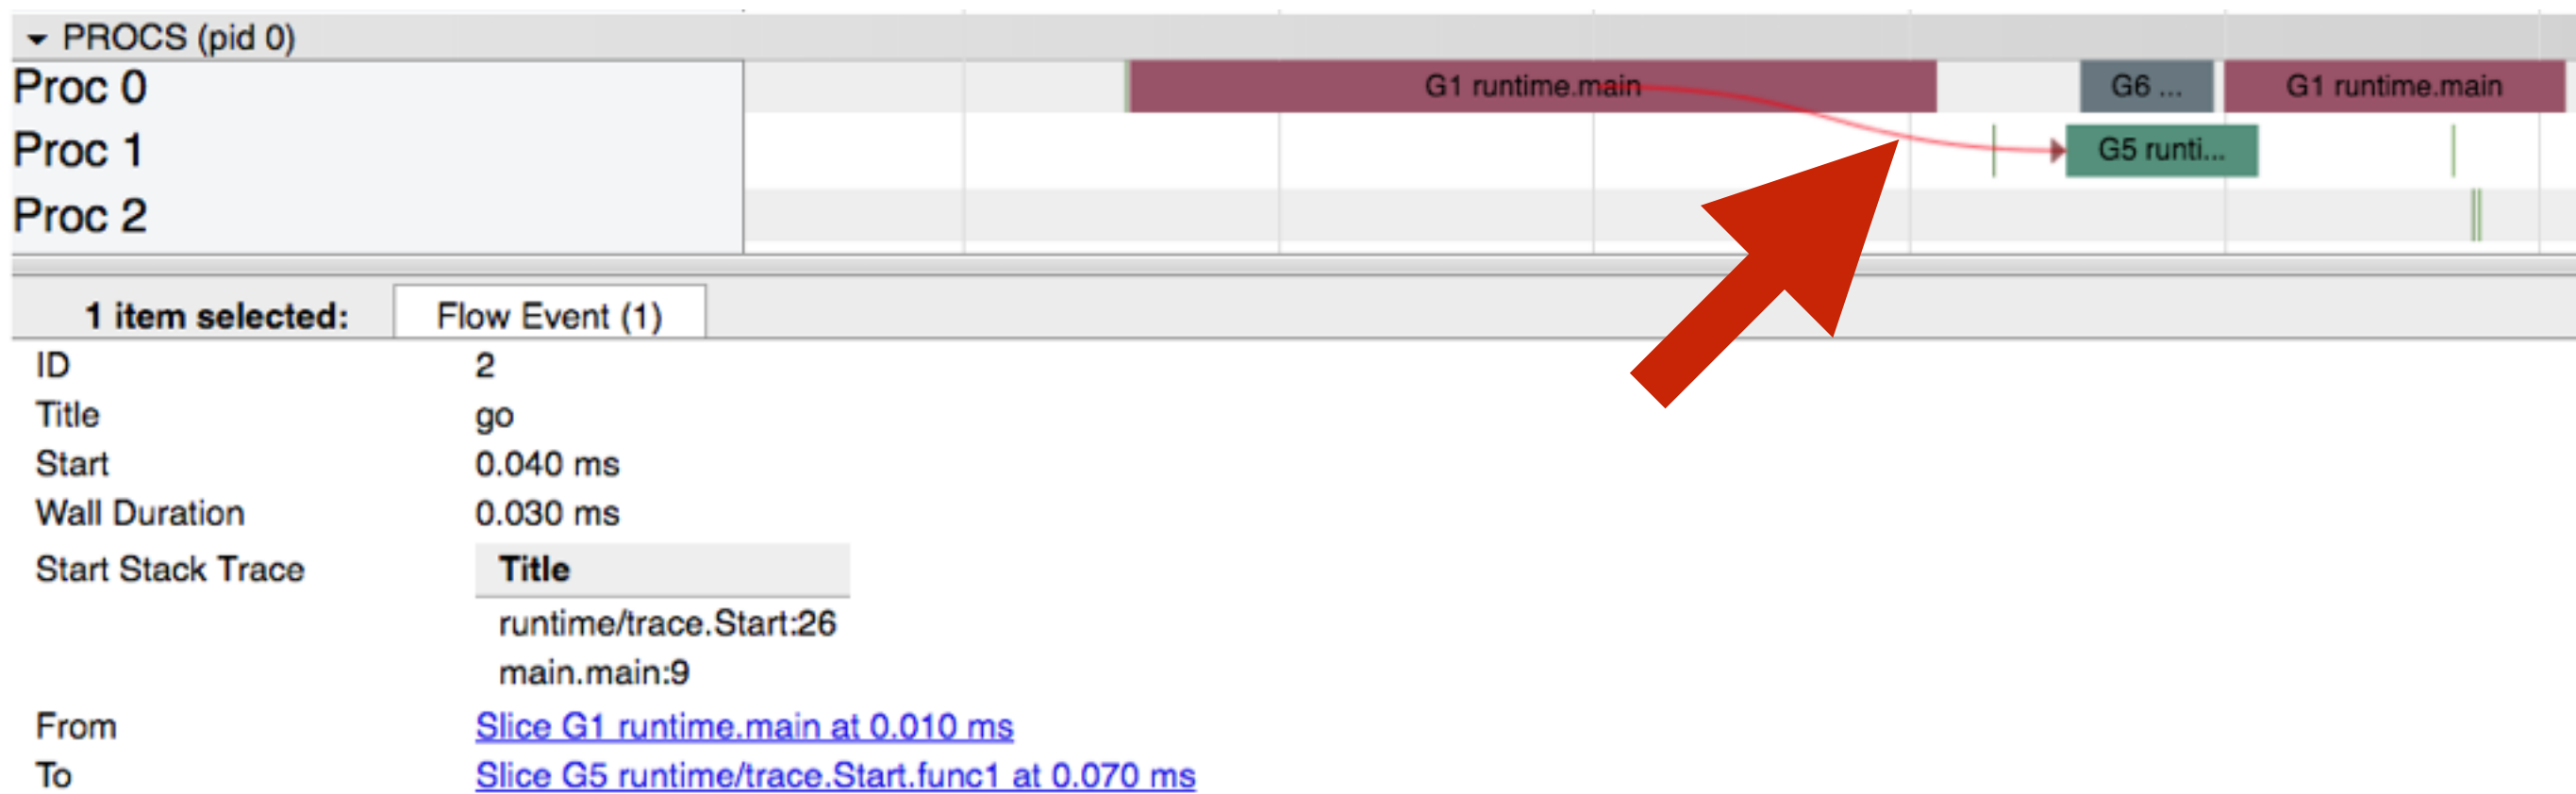 PROCS (pid 0)
Proc 0 G1 runtime.main G6 ... G1 runtime.main
Proc 1 G5 runti...
Proc 2
1 item selected: Flow Event (1)
ID 2
Title go
Start 0.040 ms
Wall Duration 0.030 ms
Start Stack Trace Title
runtime/trace.Start:26
main.main:9
From Slice G1 runtime.main at 0.010 ms
To Slice G5 runtime/trace.Start.func1 at 0.070 ms